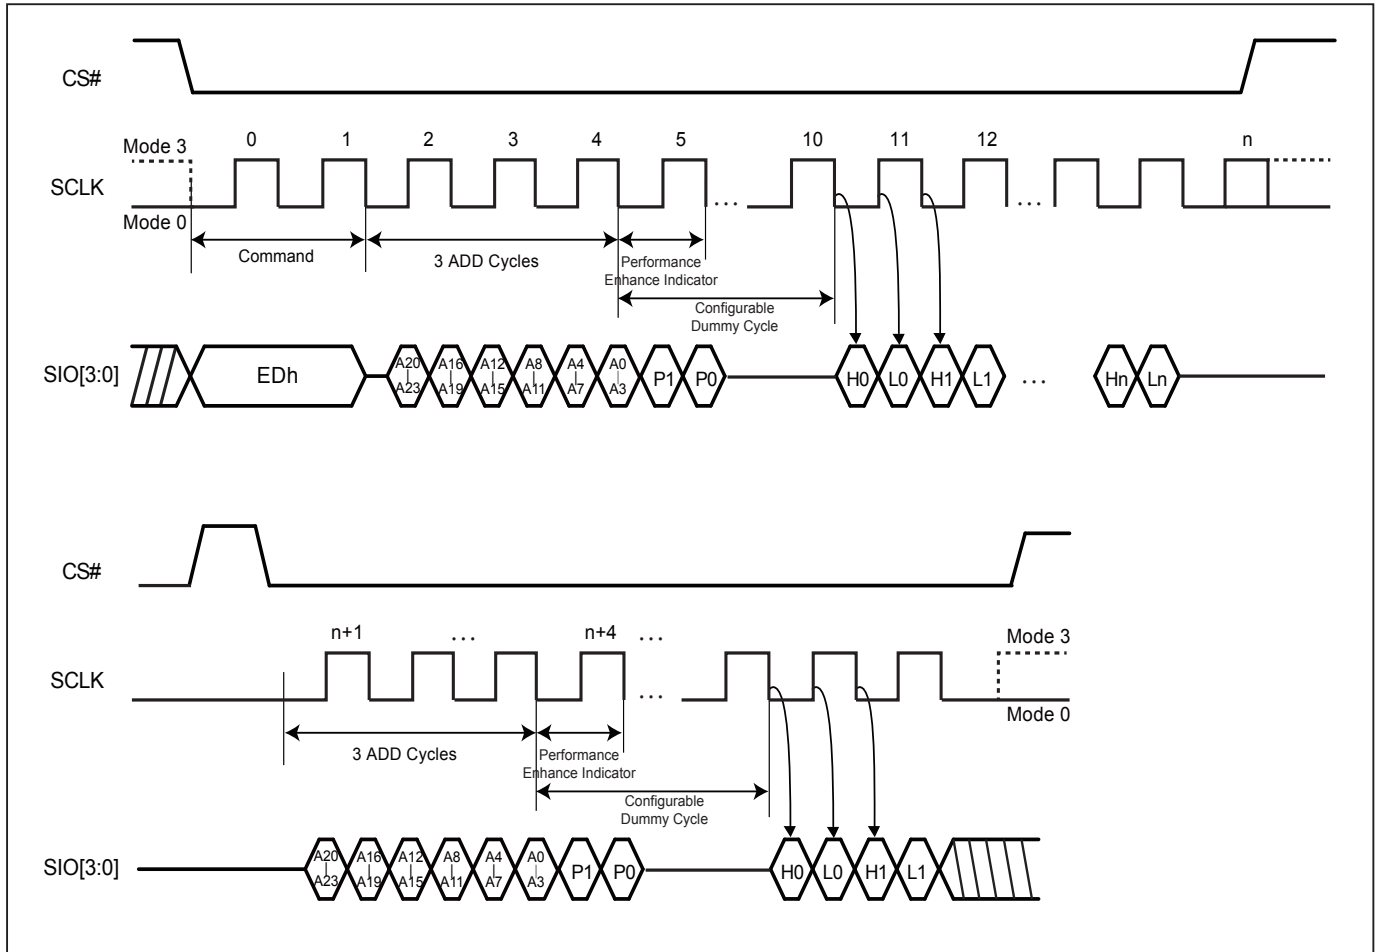 CS#
0 1 2 3 4 5 10 11 12 n
Mode 3
SCLK
... ...
Mode 0
Command
3 ADD Cycles
Performance
Enhance Indicator
Configurable
Dummy Cycle
SIO[3:0]
EDh
A20
A23
A16
A19
A12
A15
A8
A11
A4
A7
A0
A3
P1 P0 H0 L0 H1 L1 ... Hn Ln
CS#
n+1 ... n+4 ...
Mode 3
SCLK
...
Mode 0
3 ADD Cycles
Performance
Enhance Indicator
Configurable
Dummy Cycle
SIO[3:0]
A20
A23
A16
A19
A12
A15
A8
A11
A4
A7
A0
A3
P1 P0 H0 L0 H1 L1